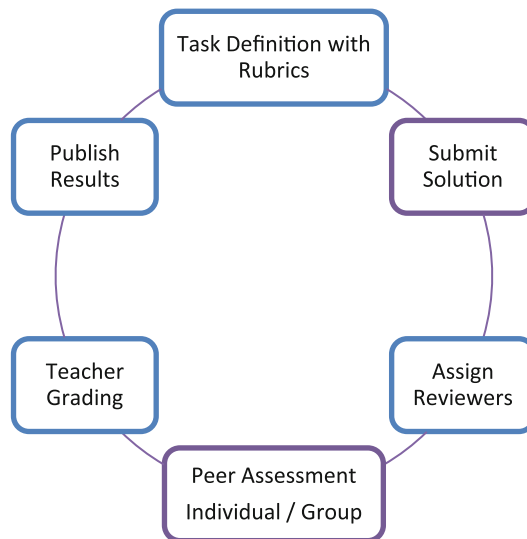 Task Definition with
Rubrics
Submit
Solution
Assign
Reviewers
Peer Assessment
Individual / Group
Teacher
Grading
Publish
Results